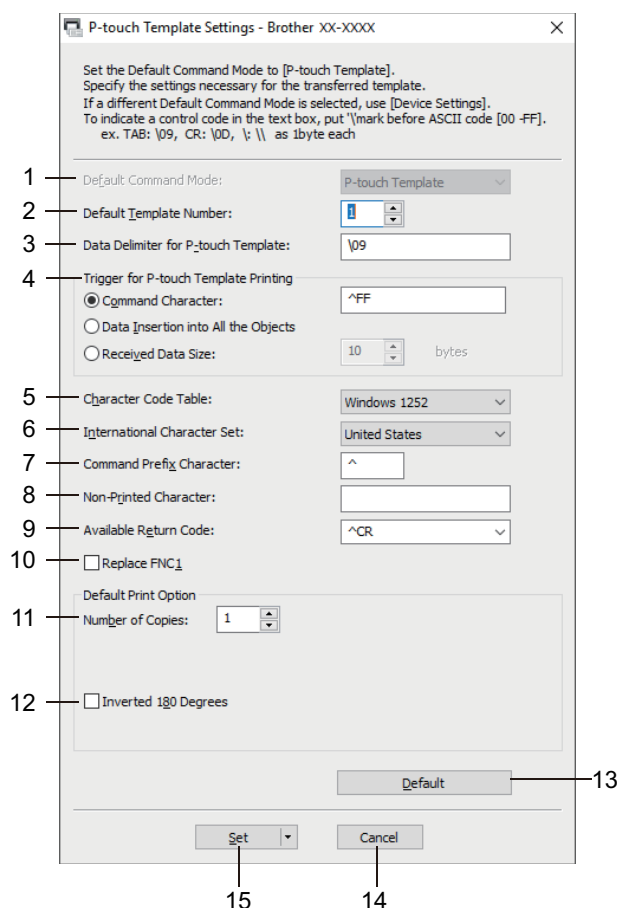 P-touch Template Settings - Brother XX-XXXX
Set the Default Command Mode to [P-touch Template].
Specify the settings necessary for the transferred template.
If a different Default Command Mode is selected, use [Device Settings].
To indicate a control code in the text box, put '\'mark before ASCII code [00 -FF].
ex. TAB: \09, CR: \0D, \: \\ as 1byte each
1 Default Command Mode: P-touch Template
2 Default Template Number: 1
3 Data Delimiter for P-touch Template: \09
4 Trigger for P-touch Template Printing
Command Character: ^FF
Data Insertion into All the Objects
Received Data Size: 10 bytes
5 Character Code Table: Windows 1252
6 International Character Set: United States
7 Command Prefix Character: ^
8 Non-Printed Character:
9 Available Return Code: ^CR
10 Replace FNC1
Default Print Option
11 Number of Copies: 1
12 Inverted 180 Degrees
Default 13
Set Cancel
15 14